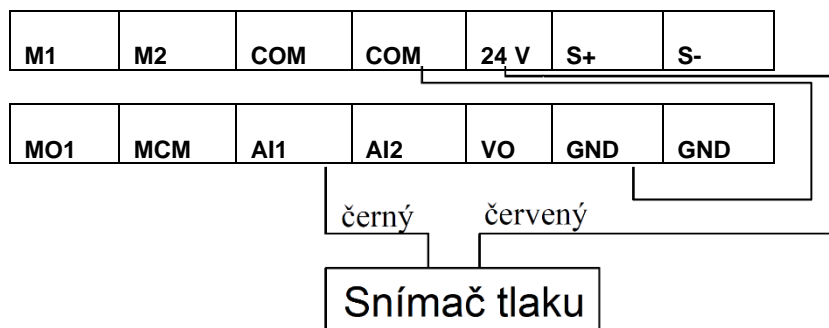 M1 M2 COM COM 24 V S+ S-
MO1 MCM AI1 AI2 VO GND GND
černý červený
Snímač tlaku